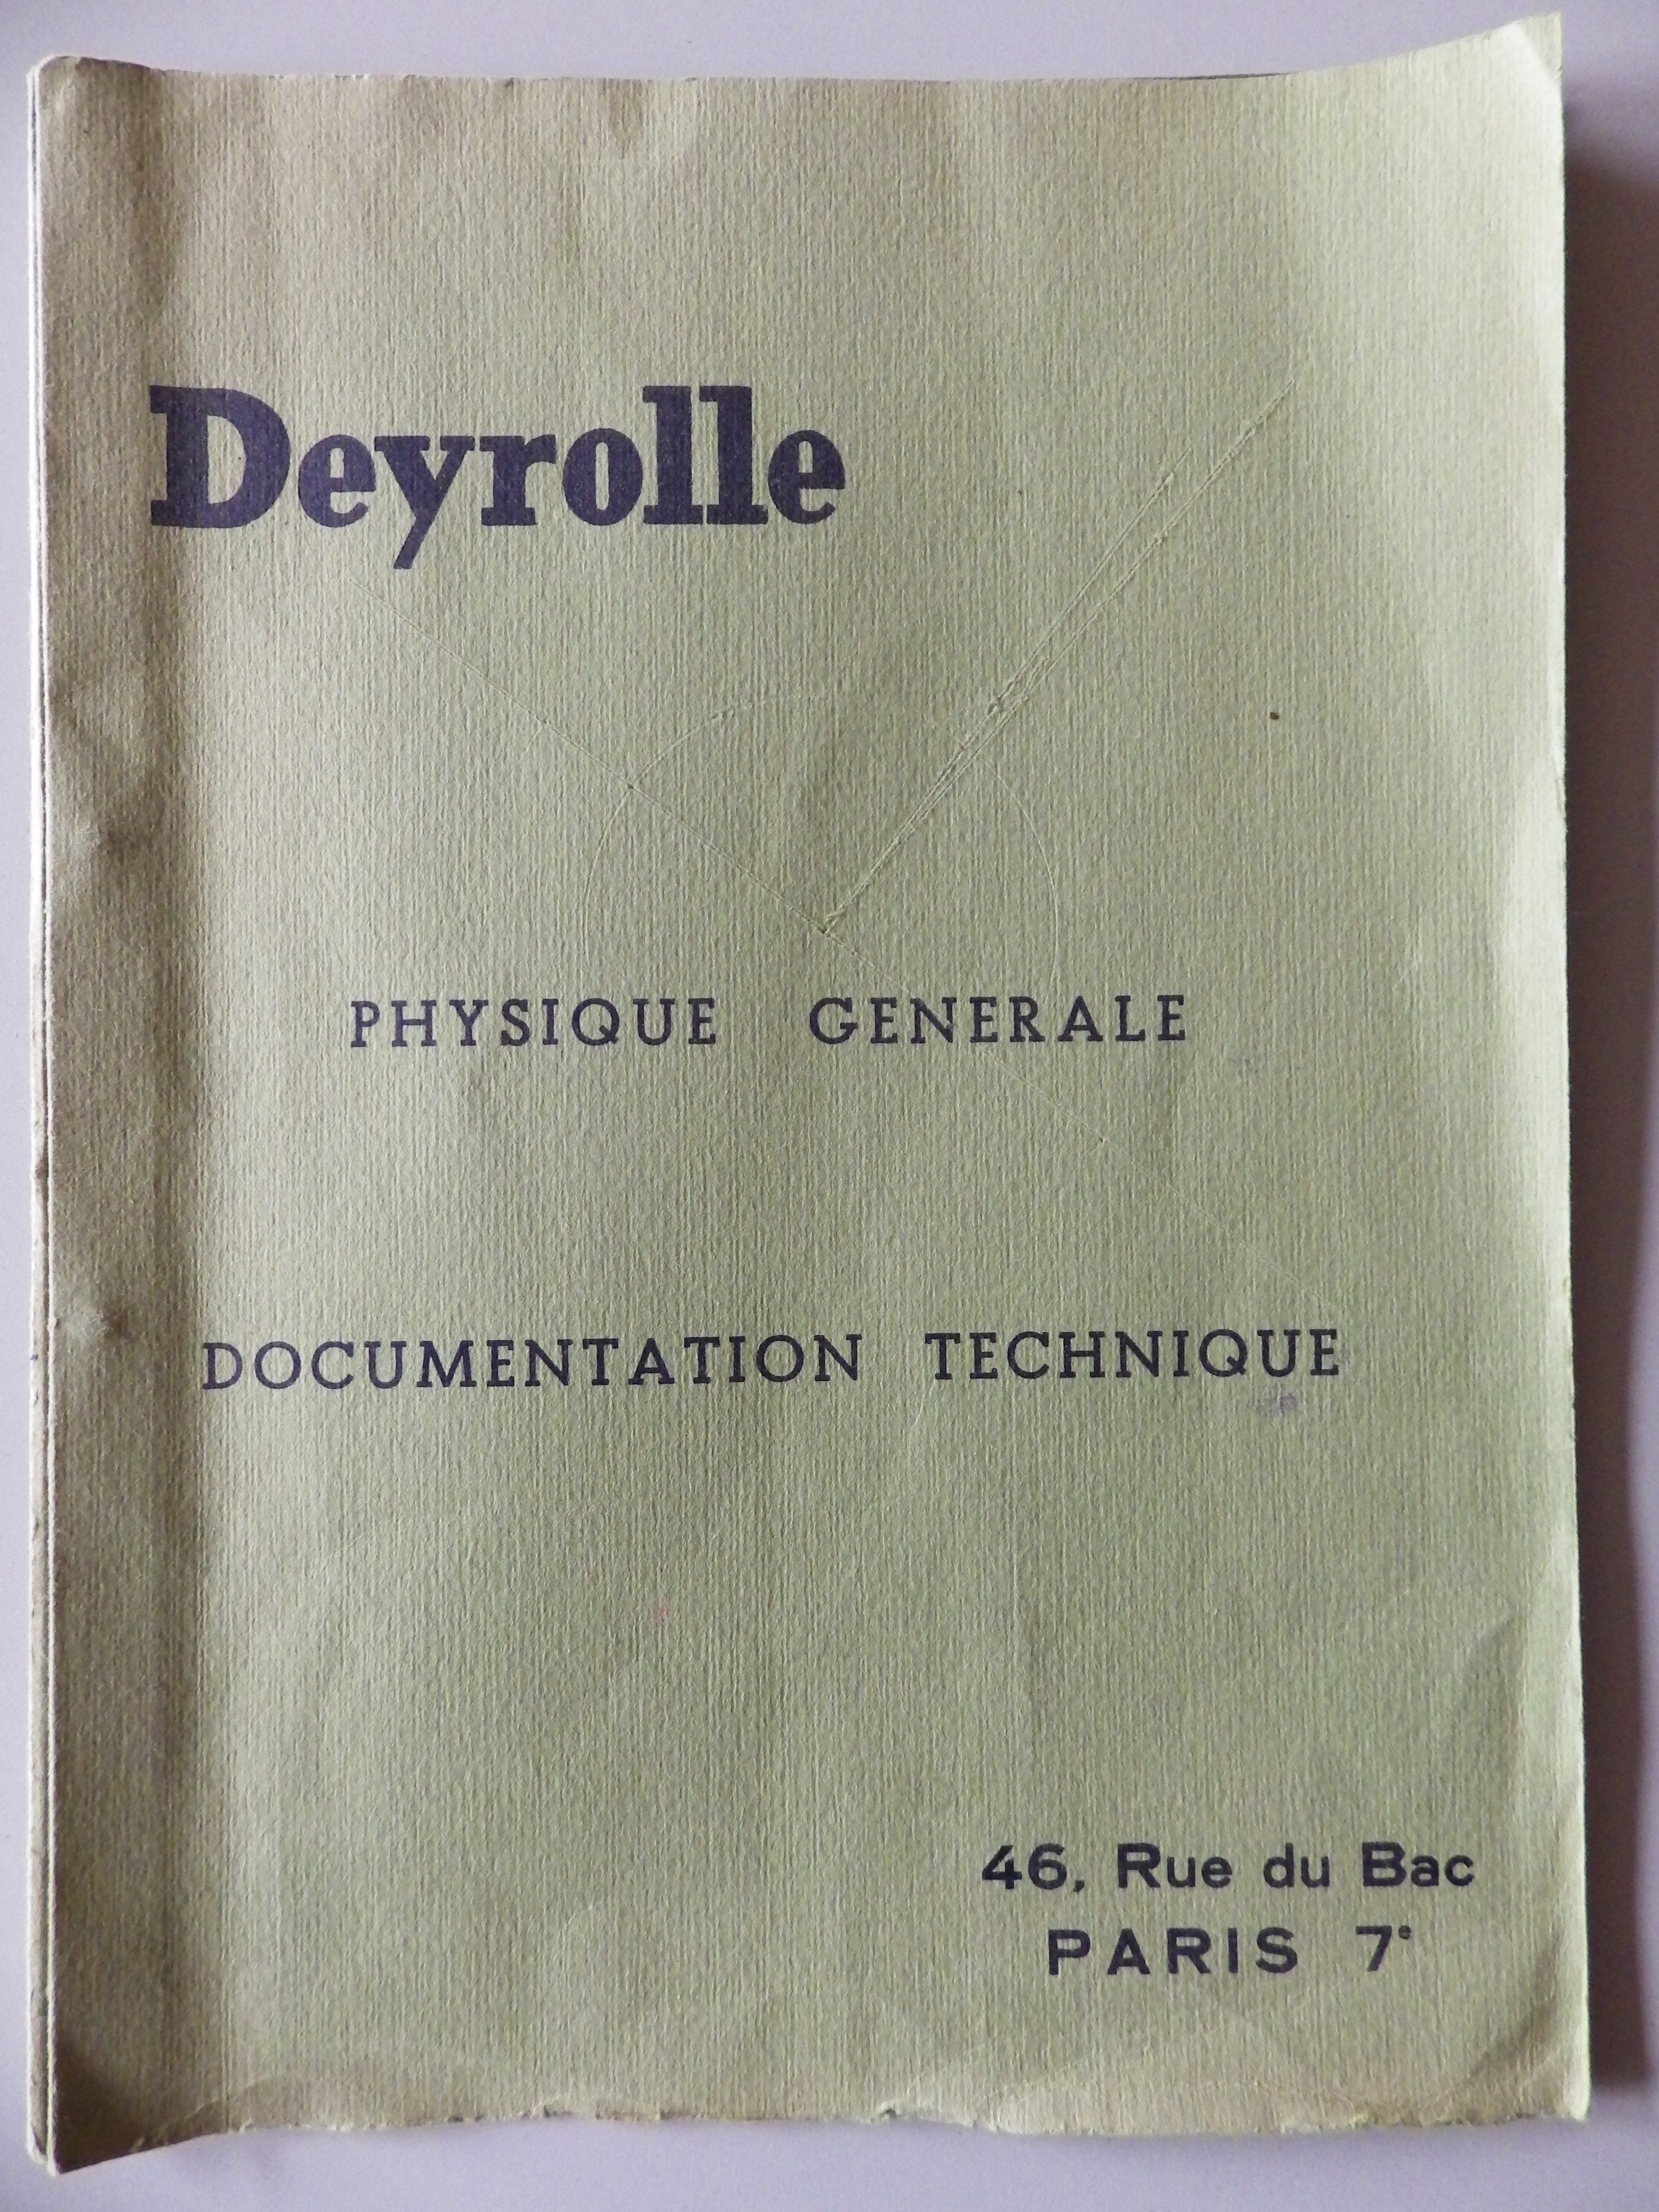 Deyrolle
PHYSIQUE GENERALE
DOCUMENTATION TECHNIQUE
46, Rue du Bac
PARIS 7e